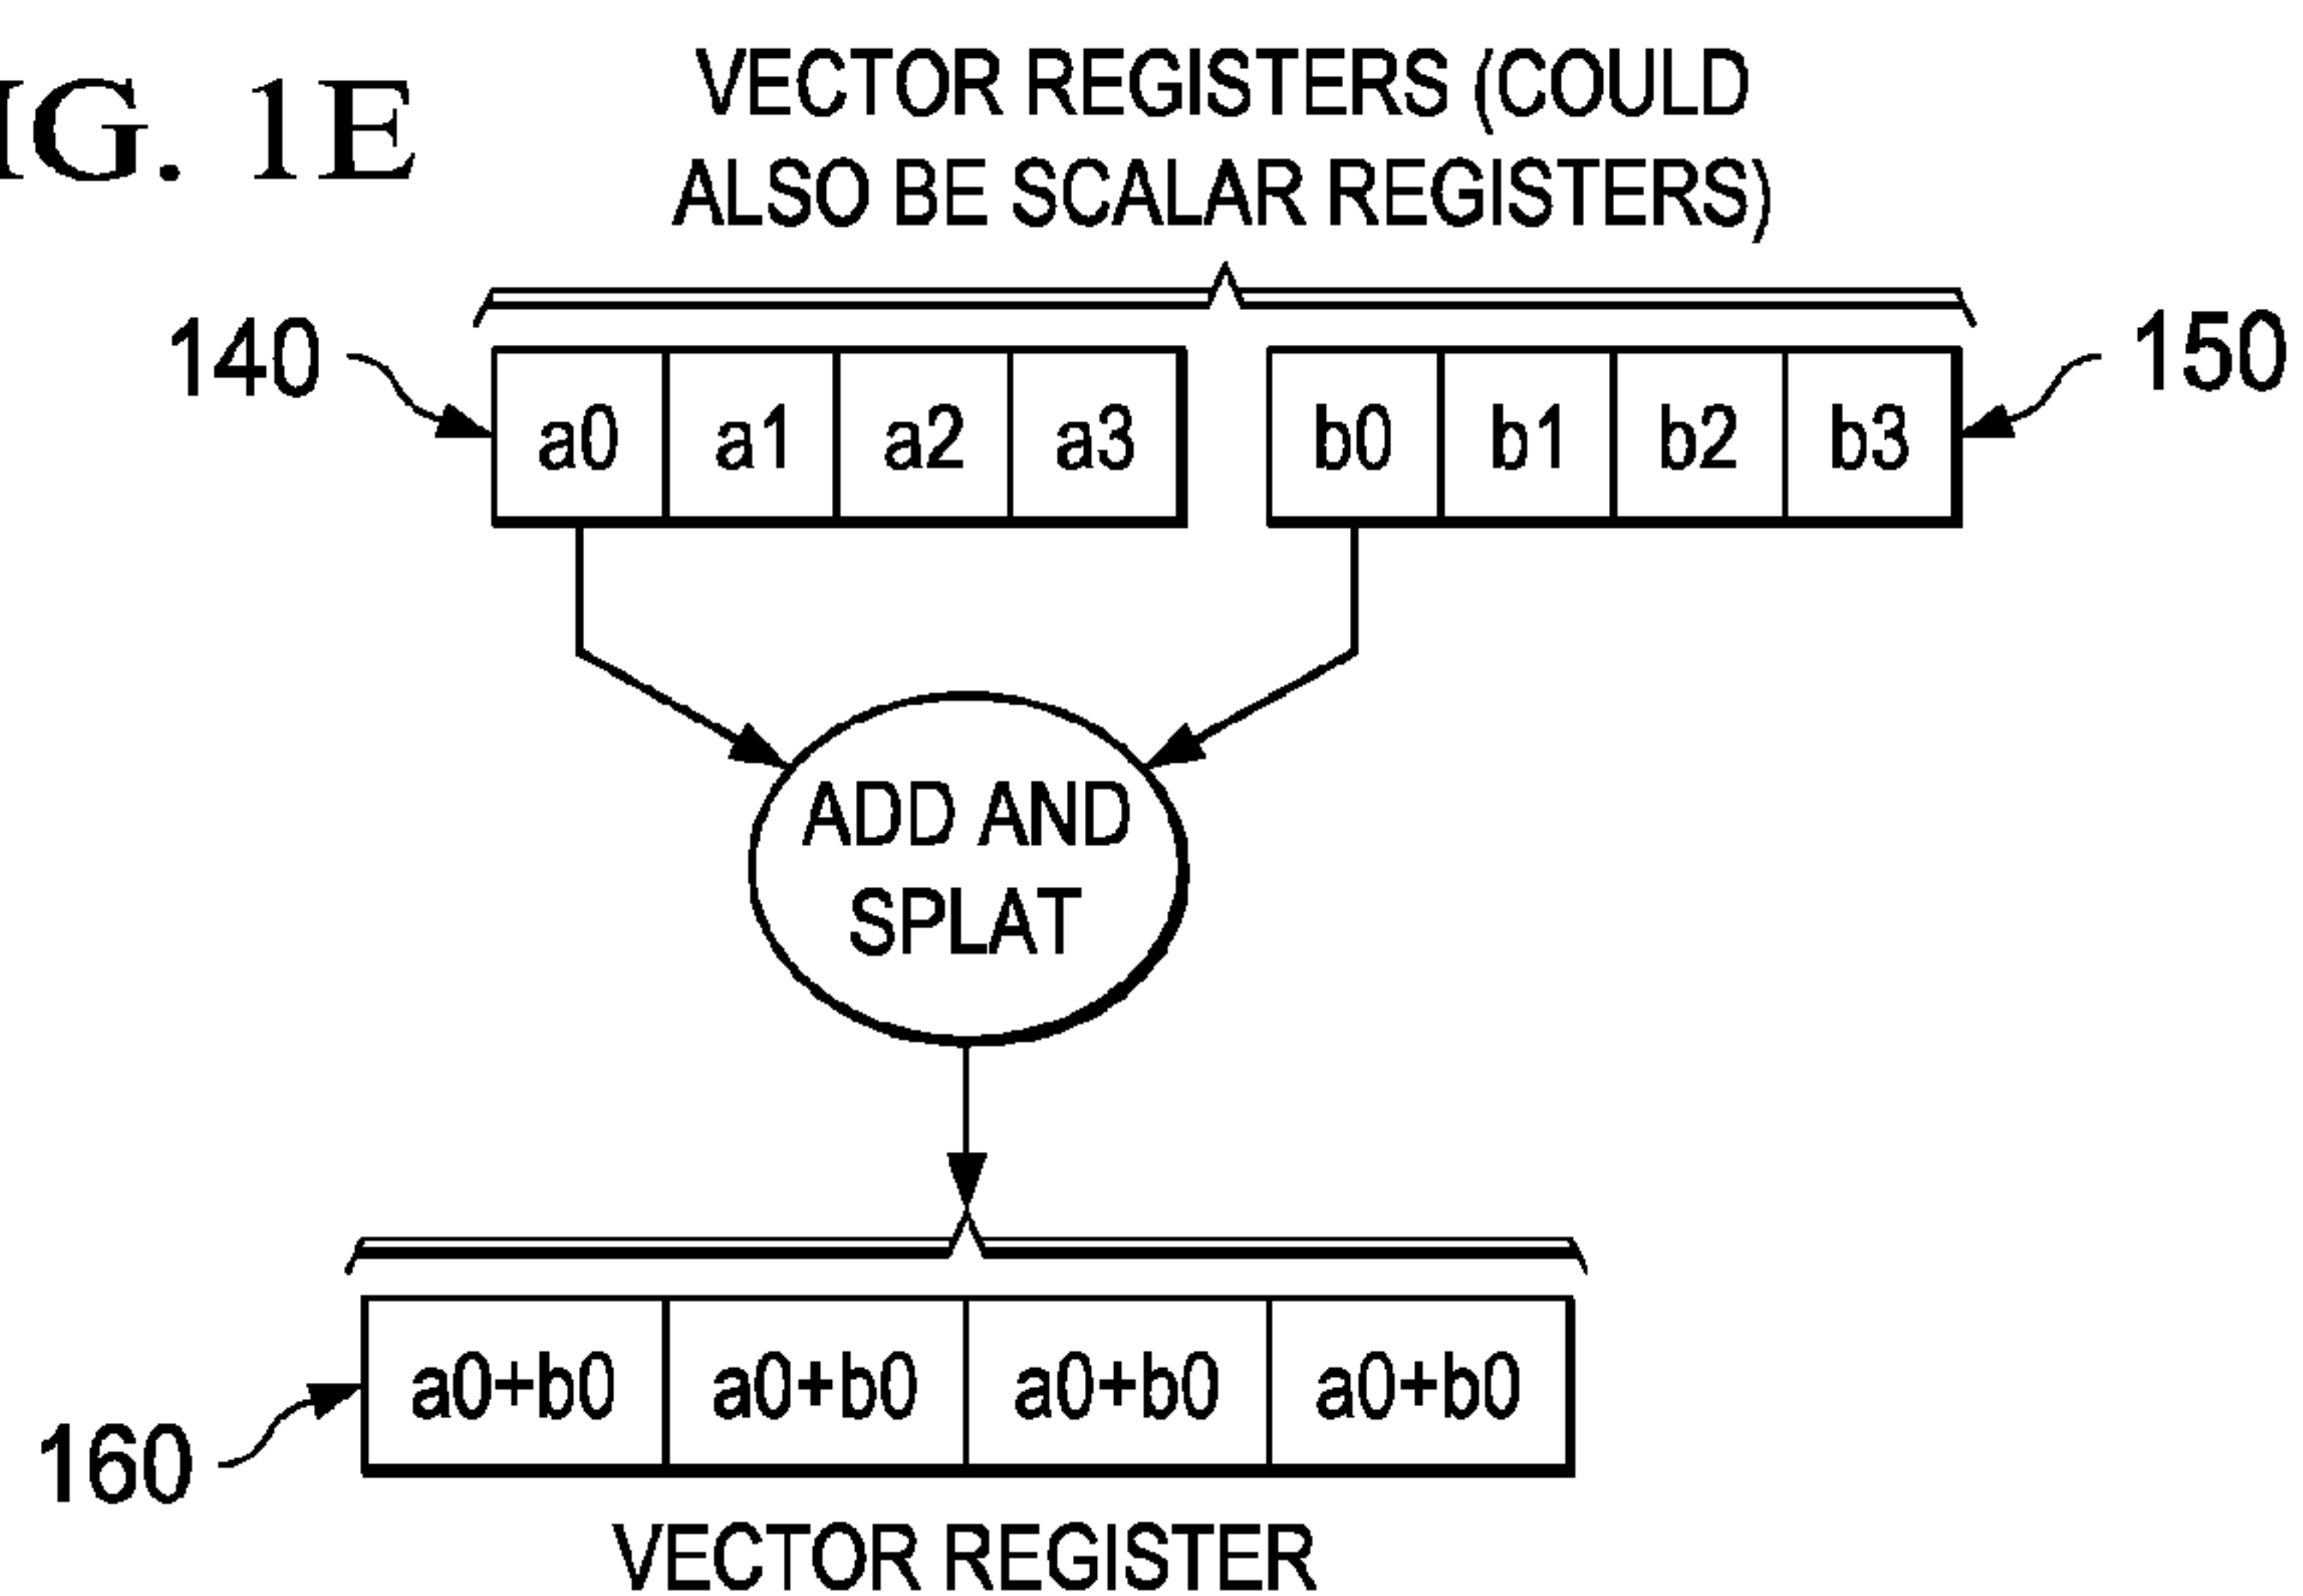 IG. 1E
VECTOR REGISTERS (COULD
ALSO BE SCALAR REGISTERS)
140
150
a0 a1 a2 a3 b0 b1 b2 b3
ADD AND
SPLAT
a0+b0 a0+b0 a0+b0 a0+b0
160
VECTOR REGISTER